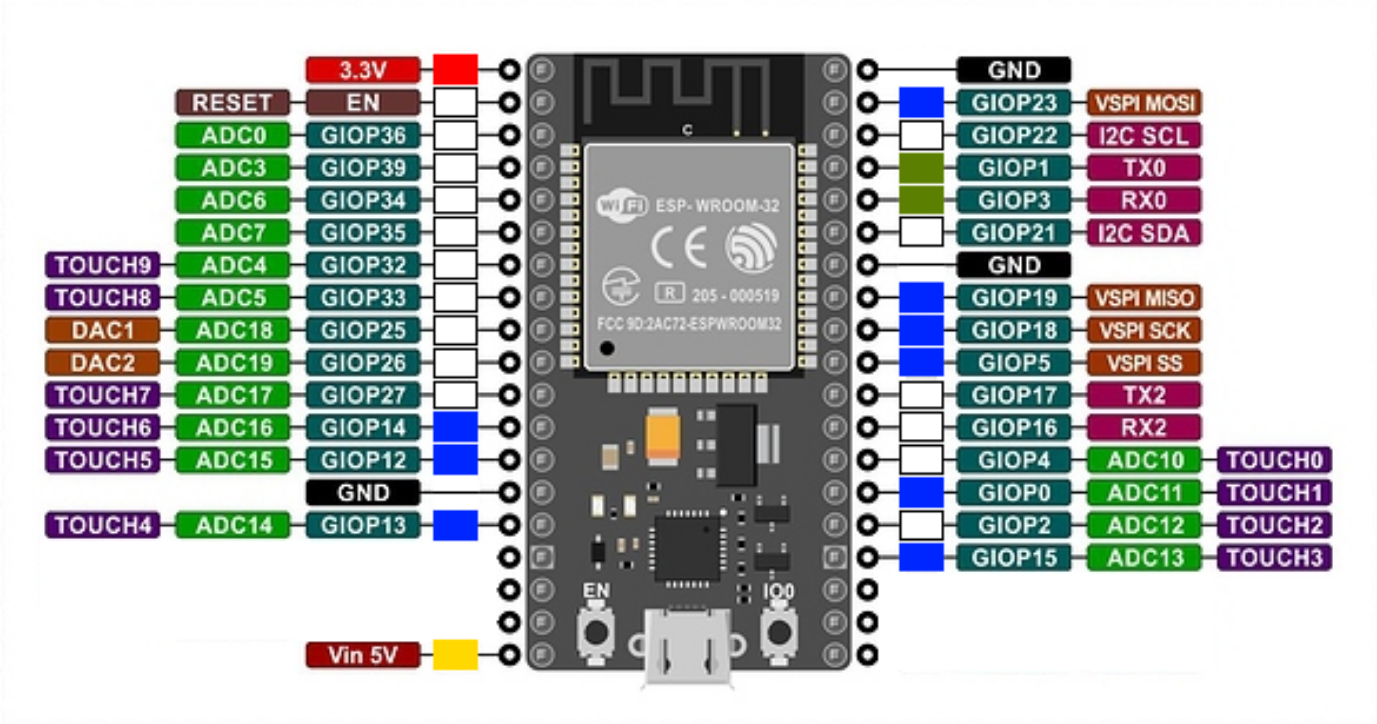 3.3V GND
RESET EN GIOP23 VSPI MOSI
ADC0 GIOP36 GIOP22 I2C SCL
C
ADC3 GIOP39 GIOP1 TX0
ADC6 GIOP34 WiFi ESP- WROOM-32 GIOP3 RX0
ADC7 GIOP35 CE GIOP21 I2C SDA
TOUCH9 ADC4 GIOP32 GND
TOUCH8 ADC5 GIOP33 R 205 - 000519 GIOP19 VSPI MISO
DAC1 ADC18 GIOP25 FCC 9D:2AC72-ESPWROOM32 GIOP18 VSPI SCK
DAC2 ADC19 GIOP26 GIOP5 VSPI SS
TOUCH7 ADC17 GIOP27 GIOP17 TX2
TOUCH6 ADC16 GIOP14 GIOP16 RX2
TOUCH5 ADC15 GIOP12 GIOP4 ADC10 TOUCH0
GND GIOP0 ADC11 TOUCH1
TOUCH4 ADC14 GIOP13 GIOP2 ADC12 TOUCH2
GIOP15 ADC13 TOUCH3
EN IO0
Vin 5V